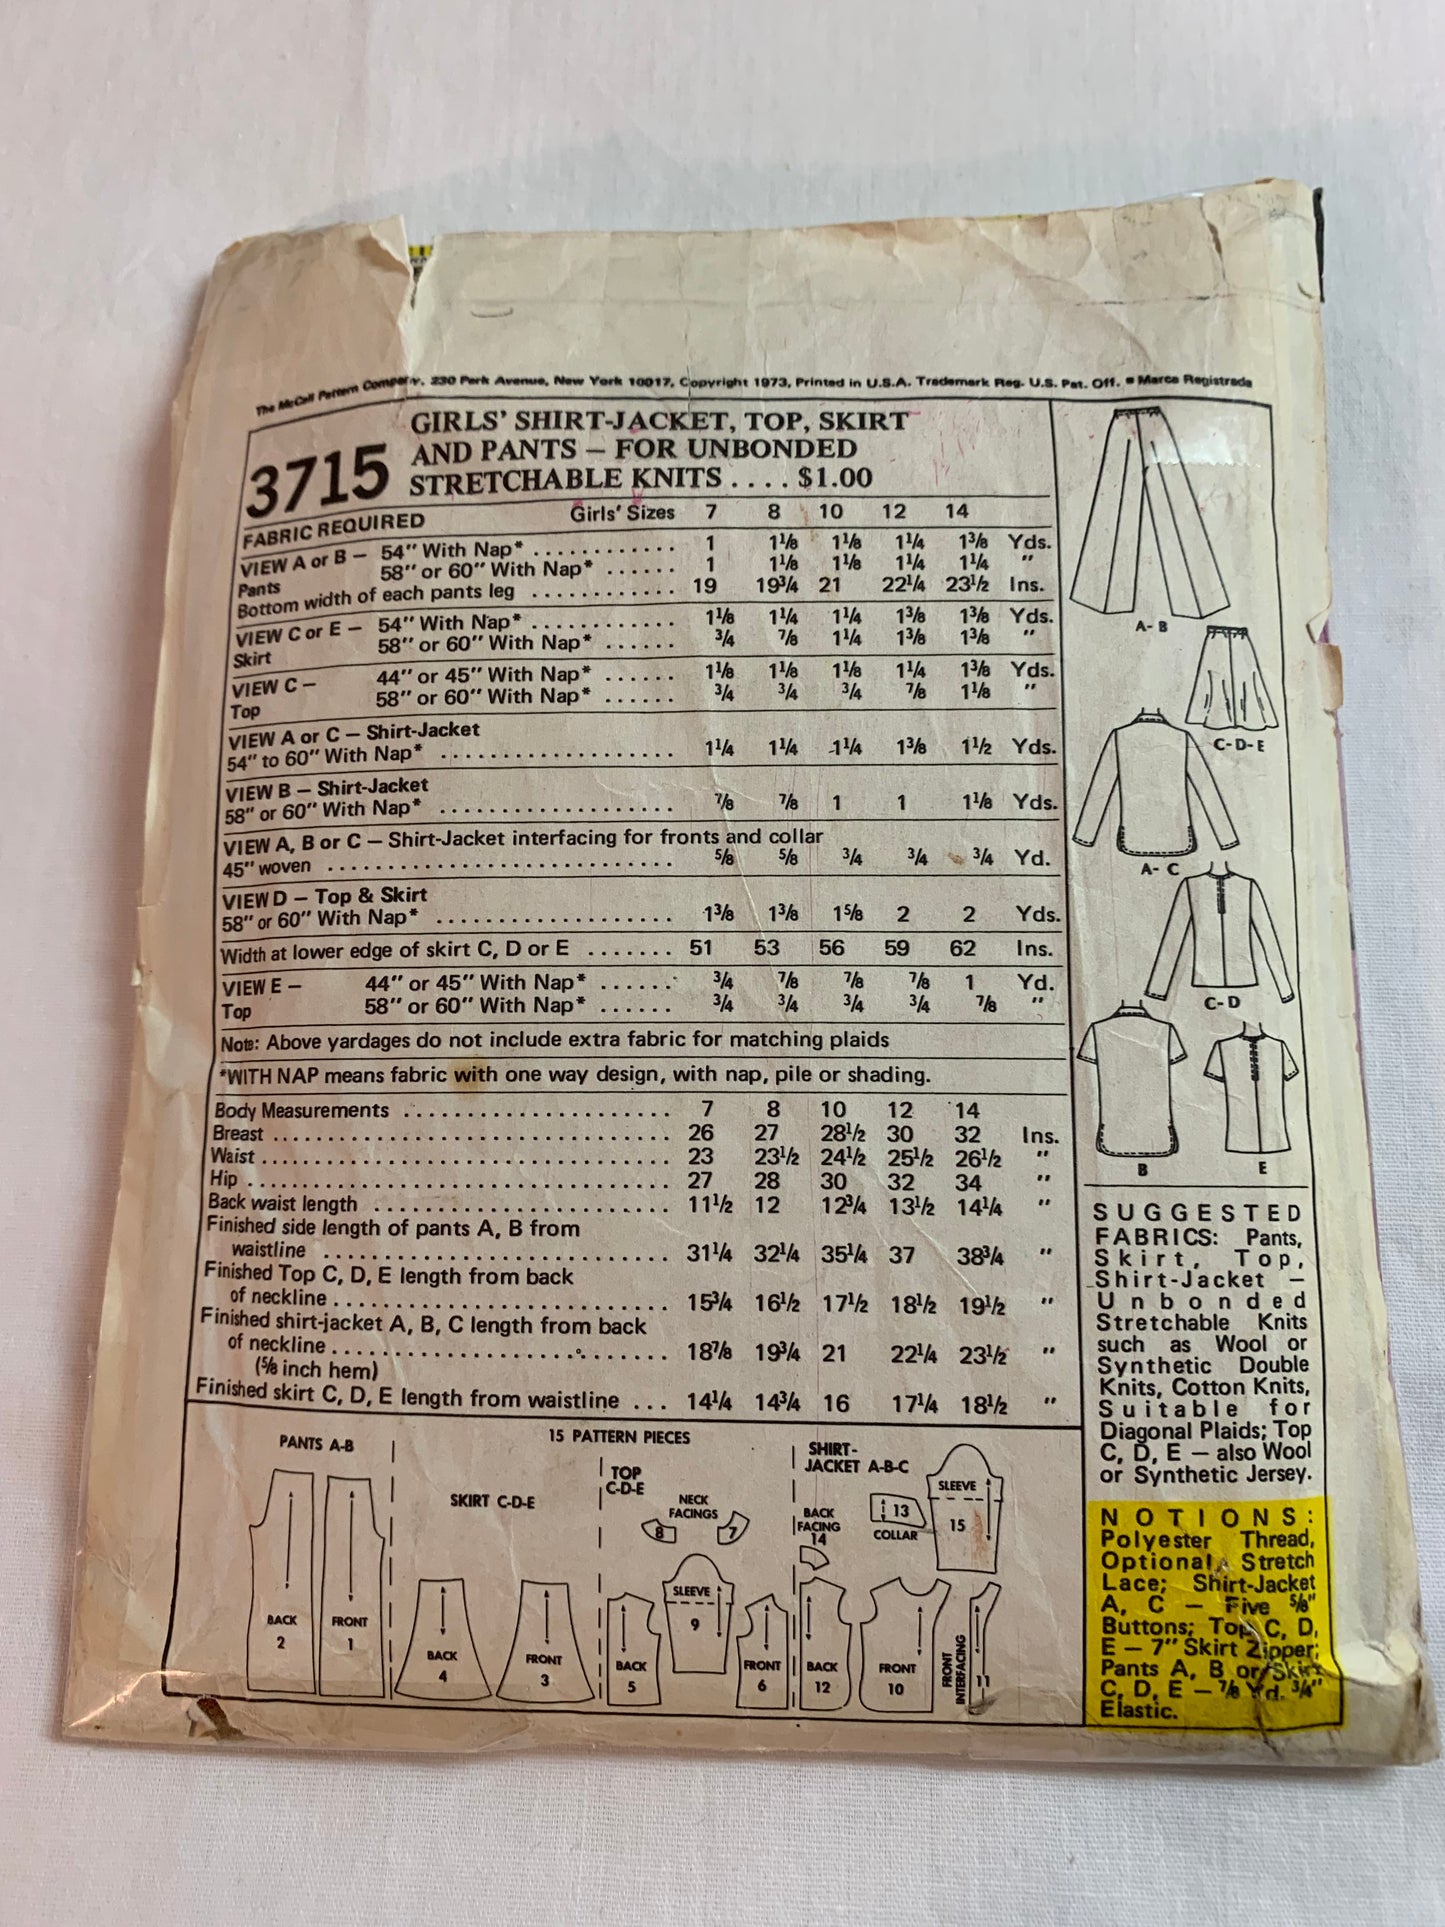 The McCall Pattern Company, 230 Park Avenue, New York 10017, Copyright 1973, Printed in U.S.A. Trademark Reg. U.S. Pat. Off. ■ Marca Registrada
3715
GIRLS' SHIRT-JACKET, TOP, SKIRT
AND PANTS – FOR UNBONDED
STRETCHABLE KNITS .... $1.00
FABRIC REQUIRED Girls' Sizes 7 8 10 12 14
VIEW A or B – 54" With Nap* ............ 1 1⅛ 1⅛ 1¼ 1⅜ Yds.
Pants 58" or 60" With Nap* ...... 1 1⅛ 1⅛ 1¼ 1¼ "
Bottom width of each pants leg ............ 19 19¾ 21 22¼ 23½ Ins.
VIEW C or E – 54" With Nap* ............ 1⅛ 1¼ 1¼ 1⅜ 1⅜ Yds.
Skirt 58" or 60" With Nap* ...... ¾ ⅞ 1¼ 1⅜ 1⅜ "
VIEW C – 44" or 45" With Nap* ...... 1⅛ 1⅛ 1⅛ 1¼ 1⅜ Yds.
Top 58" or 60" With Nap* ...... ¾ ¾ ¾ ⅞ 1⅛ "
VIEW A or C – Shirt-Jacket
54" to 60" With Nap* .................. 1¼ 1¼ 1¼ 1⅜ 1½ Yds.
VIEW B – Shirt-Jacket
58" or 60" With Nap* .................. ⅞ ⅞ 1 1 1⅛ Yds.
VIEW A, B or C – Shirt-Jacket interfacing for fronts and collar
45" woven ......................... ⅝ ⅝ ¾ ¾ ¾ Yd.
VIEW D – Top & Skirt
58" or 60" With Nap* .................. 1⅜ 1⅜ 1⅝ 2 2 Yds.
Width at lower edge of skirt C, D or E ....... 51 53 56 59 62 Ins.
VIEW E – 44" or 45" With Nap* ...... ¾ ⅞ ⅞ ⅞ 1 Yd.
Top 58" or 60" With Nap* ...... ¾ ¾ ¾ ¾ ⅞ "
Note: Above yardages do not include extra fabric for matching plaids
*WITH NAP means fabric with one way design, with nap, pile or shading.
Body Measurements .................... 7 8 10 12 14
Breast ............................. 26 27 28½ 30 32 Ins.
Waist .............................. 23 23½ 24½ 25½ 26½ "
Hip ............................... 27 28 30 32 34 "
Back waist length ...................... 11½ 12 12¾ 13½ 14¼ "
Finished side length of pants A, B from
waistline .......................... 31¼ 32¼ 35¼ 37 38¾ "
Finished Top C, D, E length from back
of neckline ......................... 15¾ 16½ 17½ 18½ 19½ "
Finished shirt-jacket A, B, C length from back
of neckline ......................... 18⅞ 19¾ 21 22¼ 23½ "
(⅝ inch hem)
Finished skirt C, D, E length from waistline ... 14¼ 14¾ 16 17¼ 18½ "
A-B
C-D-E
A-C
C-D
B
E
SUGGESTED
FABRICS: Pants,
Skirt, Top,
Shirt-Jacket –
Unbonded
Stretchable Knits
such as Wool or
Synthetic Double
Knits, Cotton Knits,
Suitable for
Diagonal Plaids; Top
C, D, E – also Wool
or Synthetic Jersey.
NOTIONS:
Polyester Thread,
Optional Stretch
Lace; Shirt-Jacket
A, C – Five ⅝"
Buttons; Top C, D,
E – 7" Skirt Zipper;
Pants A, B or Skirt
C, D, E – ⅞ Yd. ¾"
Elastic.
15 PATTERN PIECES
PANTS A-B
BACK
2
FRONT
1
SKIRT C-D-E
BACK
4
FRONT
3
TOP
C-D-E
NECK
FACINGS
8
7
SLEEVE
9
BACK
5
FRONT
6
SHIRT-
JACKET A-B-C
BACK
FACING
14
13
COLLAR
SLEEVE
15
BACK
12
FRONT
10
FRONT
INTERFACING
11